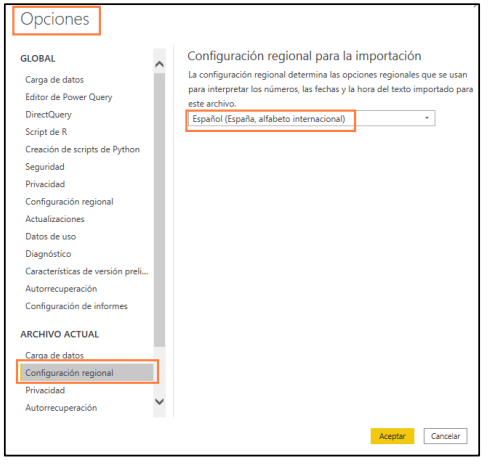 Opciones
GLOBAL
Carga de datos
Editor de Power Query
DirectQuery
Script de R
Creación de scripts de Python
Seguridad
Privacidad
Configuración regional
Actualizaciones
Datos de uso
Diagnóstico
Características de versión preli...
Autorrecuperación
Configuración de informes
ARCHIVO ACTUAL
Carga de datos
Configuración regional
Privacidad
Autorrecuperación
Configuración regional para la importación
La configuración regional determina las opciones regionales que se usan
para interpretar los números, las fechas y la hora del texto importado para
este archivo.
Español (España, alfabeto internacional)
Aceptar
Cancelar